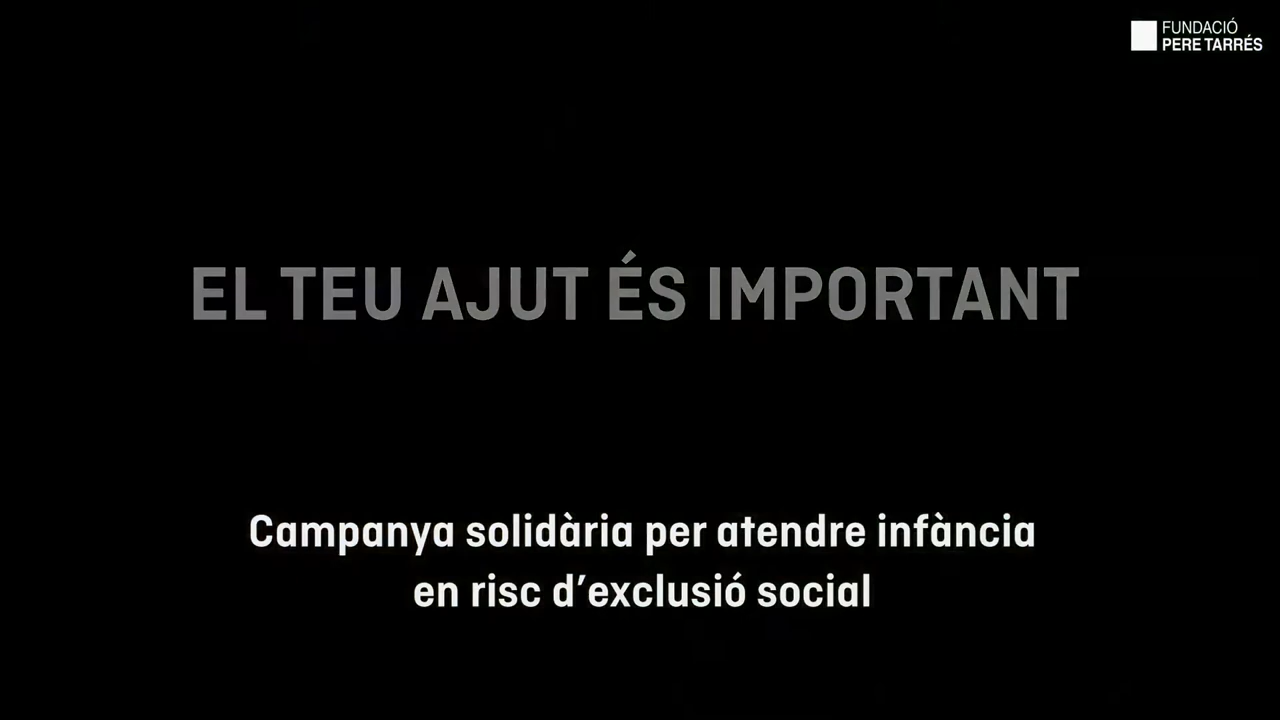 FUNDACIÓ
PERE TARRÉS
EL TEU AJUT ÉS IMPORTANT
Campanya solidària per atendre infància
en risc d’exclusió social